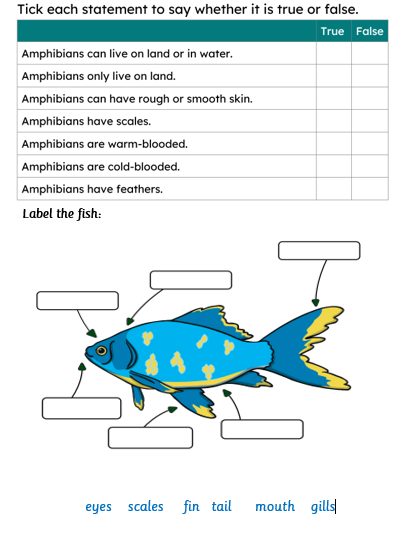 Tick each statement to say whether it is true or false.
True False
Amphibians can live on land or in water.
Amphibians only live on land.
Amphibians can have rough or smooth skin.
Amphibians have scales.
Amphibians are warm-blooded.
Amphibians are cold-blooded.
Amphibians have feathers.
Label the fish:
eyes scales fin tail mouth gills